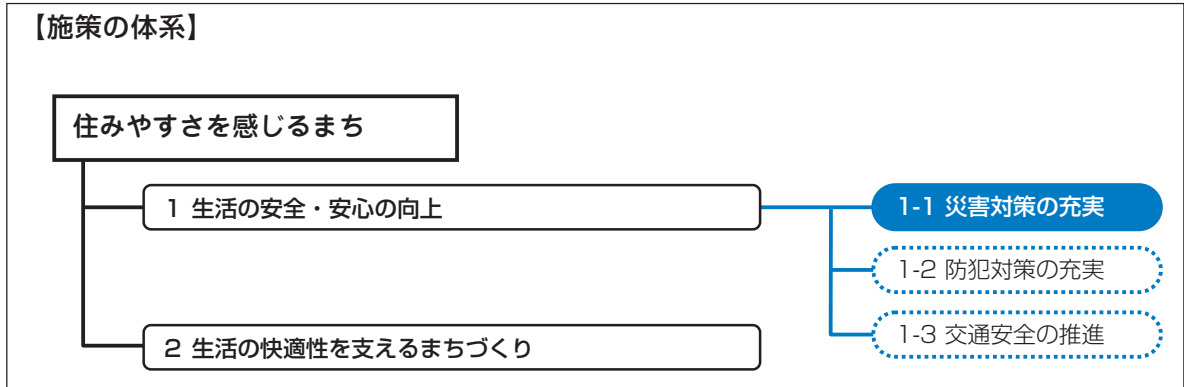 【施策の体系】
住みやすさを感じるまち
1 生活の安全・安心の向上
1-1 災害対策の充実
1-2 防犯対策の充実
1-3 交通安全の推進
2 生活の快適性を支えるまちづくり